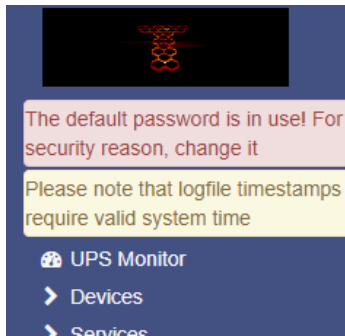 The default password is in use! For
security reason, change it
Please note that logfile timestamps
require valid system time
UPS Monitor
Devices
Services